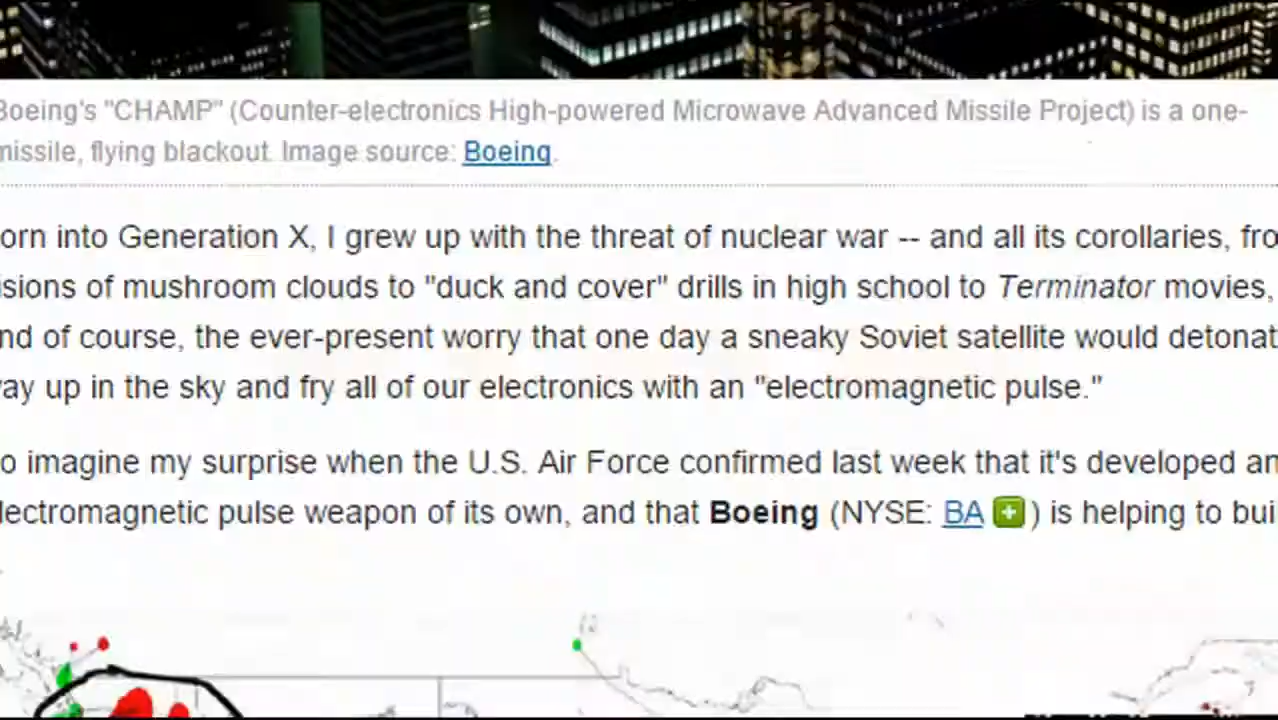 Boeing's "CHAMP" (Counter-electronics High-powered Microwave Advanced Missile Project) is a one-
missile, flying blackout. Image source: Boeing.
orn into Generation X, I grew up with the threat of nuclear war -- and all its corollaries, fro
isions of mushroom clouds to "duck and cover" drills in high school to Terminator movies,
nd of course, the ever-present worry that one day a sneaky Soviet satellite would detonat
way up in the sky and fry all of our electronics with an "electromagnetic pulse."
o imagine my surprise when the U.S. Air Force confirmed last week that it's developed an
lectromagnetic pulse weapon of its own, and that Boeing (NYSE: BA +) is helping to bui